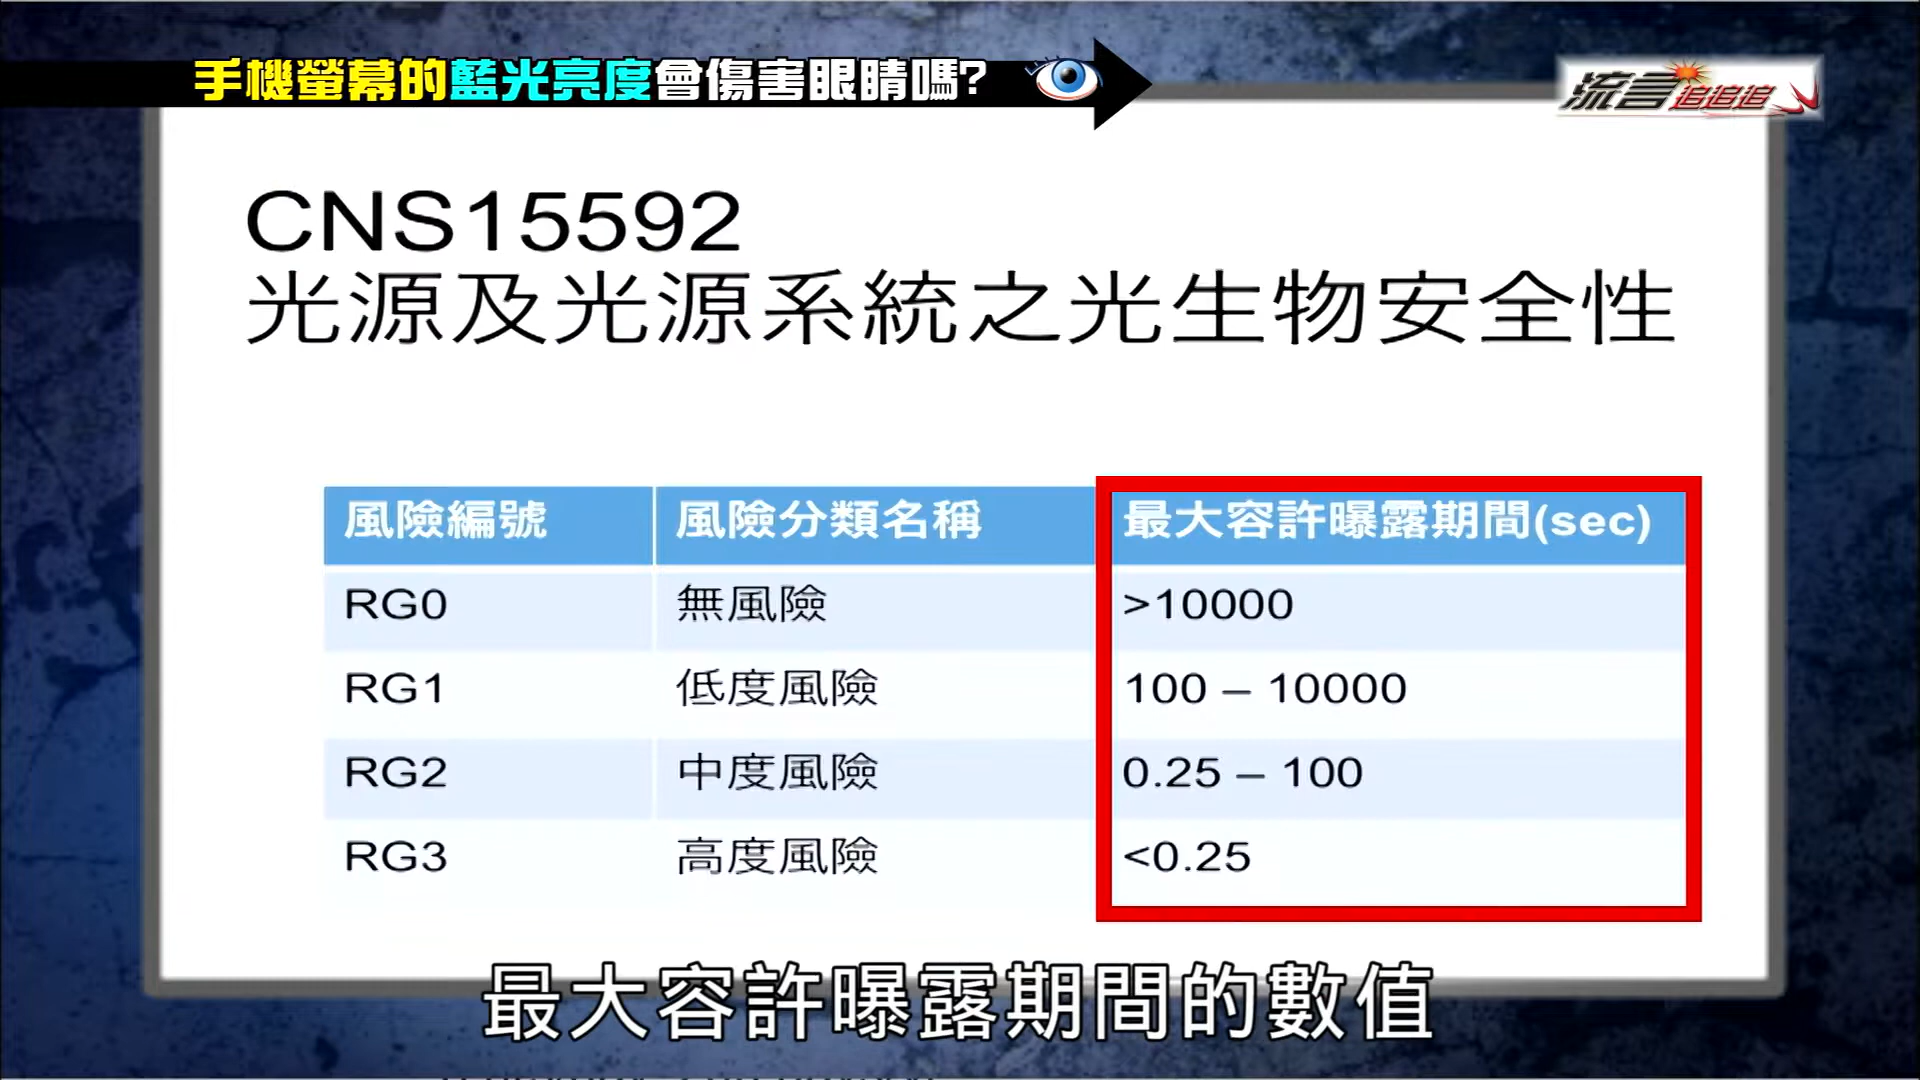 手機螢幕的藍光亮度會傷害眼睛嗎?
流言追追追
CNS15592
光源及光源系統之光生物安全性
風險編號 風險分類名稱 最大容許曝露期間(sec)
RG0 無風險 >10000
RG1 低度風險 100 – 10000
RG2 中度風險 0.25 – 100
RG3 高度風險 <0.25
最大容許曝露期間的數值